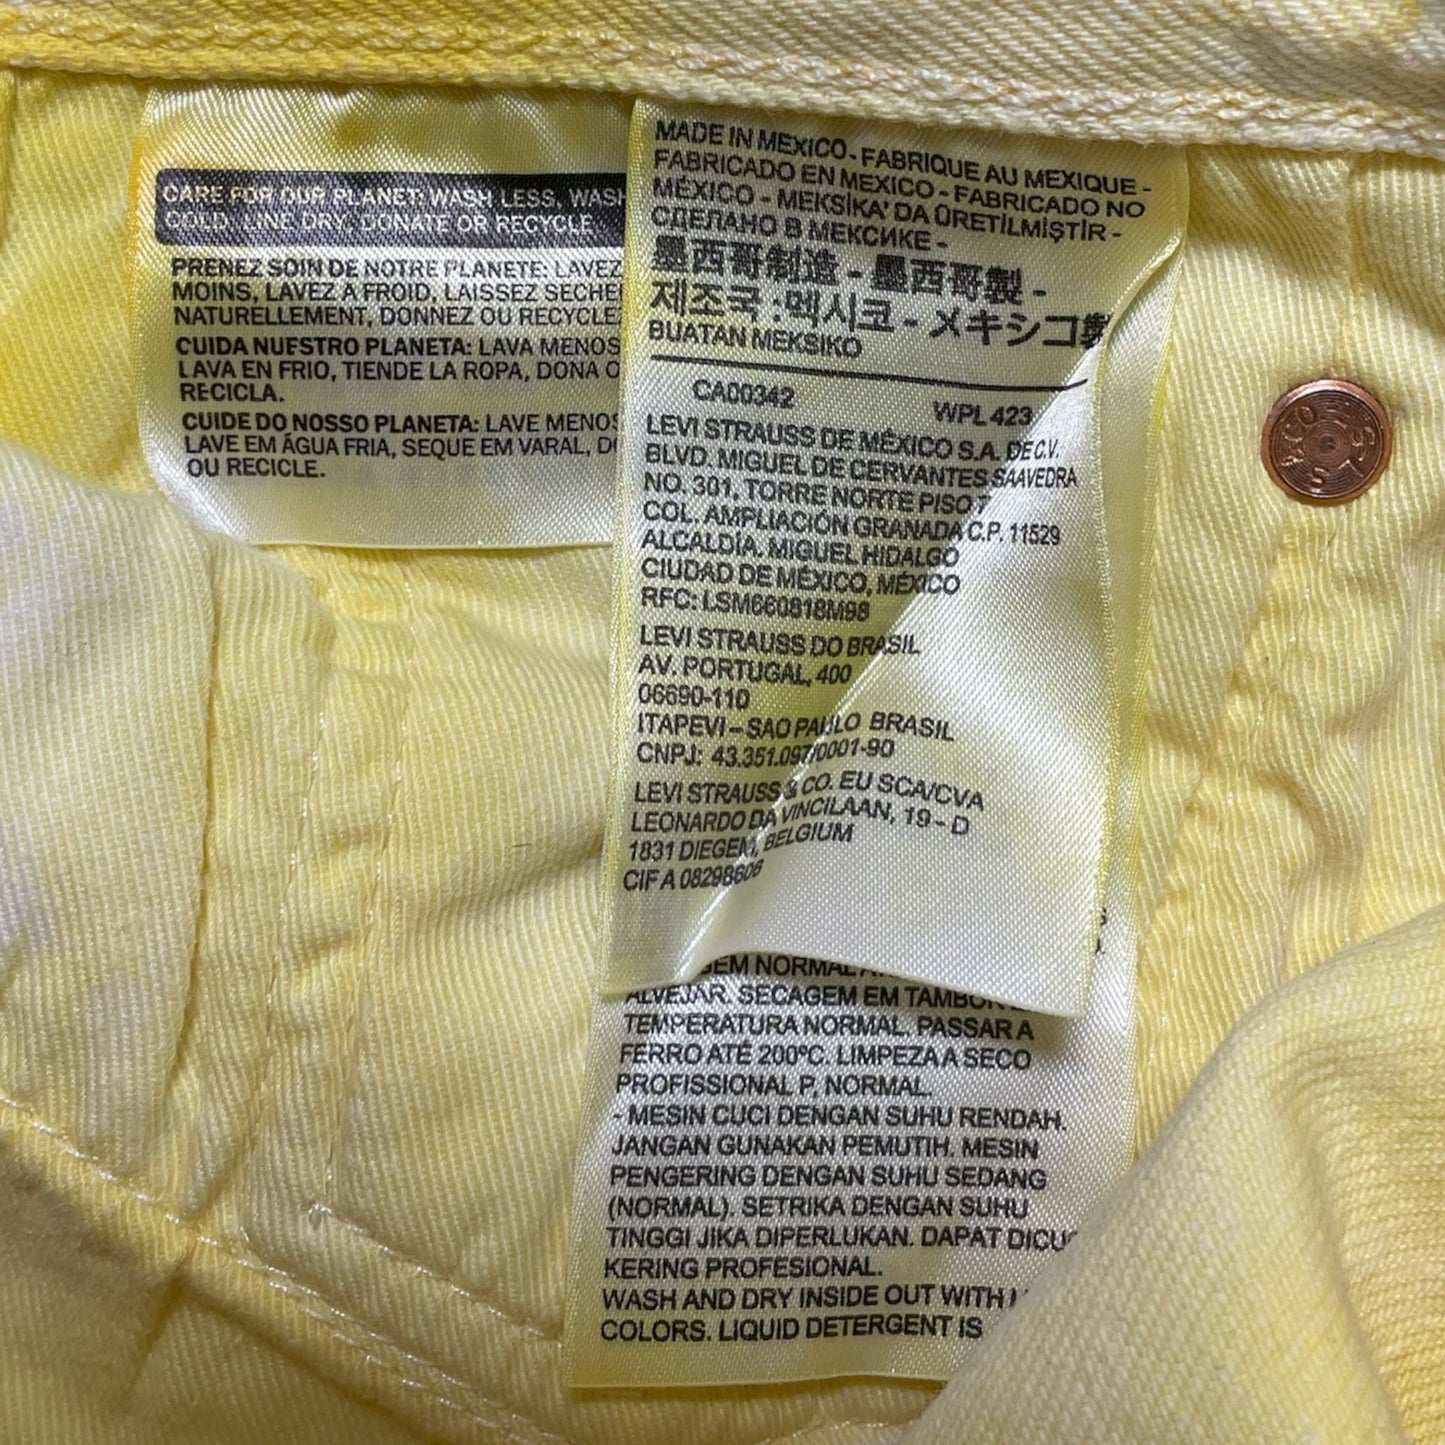 CARE FOR OUR PLANET: WASH LESS, WASH
COLD, LINE DRY, DONATE OR RECYCLE
PRENEZ SOIN DE NOTRE PLANETE: LAVEZ
MOINS, LAVEZ A FROID, LAISSEZ SECHE
NATURELLEMENT, DONNEZ OU RECYCLE
CUIDA NUESTRO PLANETA: LAVA MENOS
LAVA EN FRIO, TIENDE LA ROPA, DONA O
RECICLA.
CUIDE DO NOSSO PLANETA: LAVE MENOS
LAVE EM ÁGUA FRIA, SEQUE EM VARAL, D
OU RECICLE.
MADE IN MEXICO - FABRIQUE AU MEXIQUE -
FABRICADO EN MEXICO - FABRICADO NO
MÉXICO - MEKSİKA' DA ÜRETİLMİŞTİR -
СДЕЛАНО В МЕКСИКЕ -
墨西哥制造 - 墨西哥製 -
제조국 :멕시코 - メキシコ製
BUATAN MEKSIKO
CA00342 WPL 423
LEVI STRAUSS DE MÉXICO S.A. DE C.V.
BLVD. MIGUEL DE CERVANTES SAAVEDRA
NO. 301, TORRE NORTE PISO 7
COL. AMPLIACIÓN GRANADA C.P. 11529
ALCALDÍA. MIGUEL HIDALGO
CIUDAD DE MÉXICO, MÉXICO
RFC: LSM660818M98
LEVI STRAUSS DO BRASIL
AV. PORTUGAL, 400
06690-110
ITAPEVI – SAO PAULO BRASIL
CNPJ: 43.351.097/0001-90
LEVI STRAUSS & CO. EU SCA/CVA
LEONARDO DA VINCILAAN, 19 - D
1831 DIEGEM, BELGIUM
CIF A 08298606
GEM NORMAL
ALVEJAR. SECAGEM EM TAMBOR
TEMPERATURA NORMAL. PASSAR A
FERRO ATÉ 200ºC. LIMPEZA A SECO
PROFISSIONAL P, NORMAL.
- MESIN CUCI DENGAN SUHU RENDAH.
JANGAN GUNAKAN PEMUTIH. MESIN
PENGERING DENGAN SUHU SEDANG
(NORMAL). SETRIKA DENGAN SUHU
TINGGI JIKA DIPERLUKAN. DAPAT DICUC
KERING PROFESIONAL.
WASH AND DRY INSIDE OUT WITH
COLORS. LIQUID DETERGENT IS